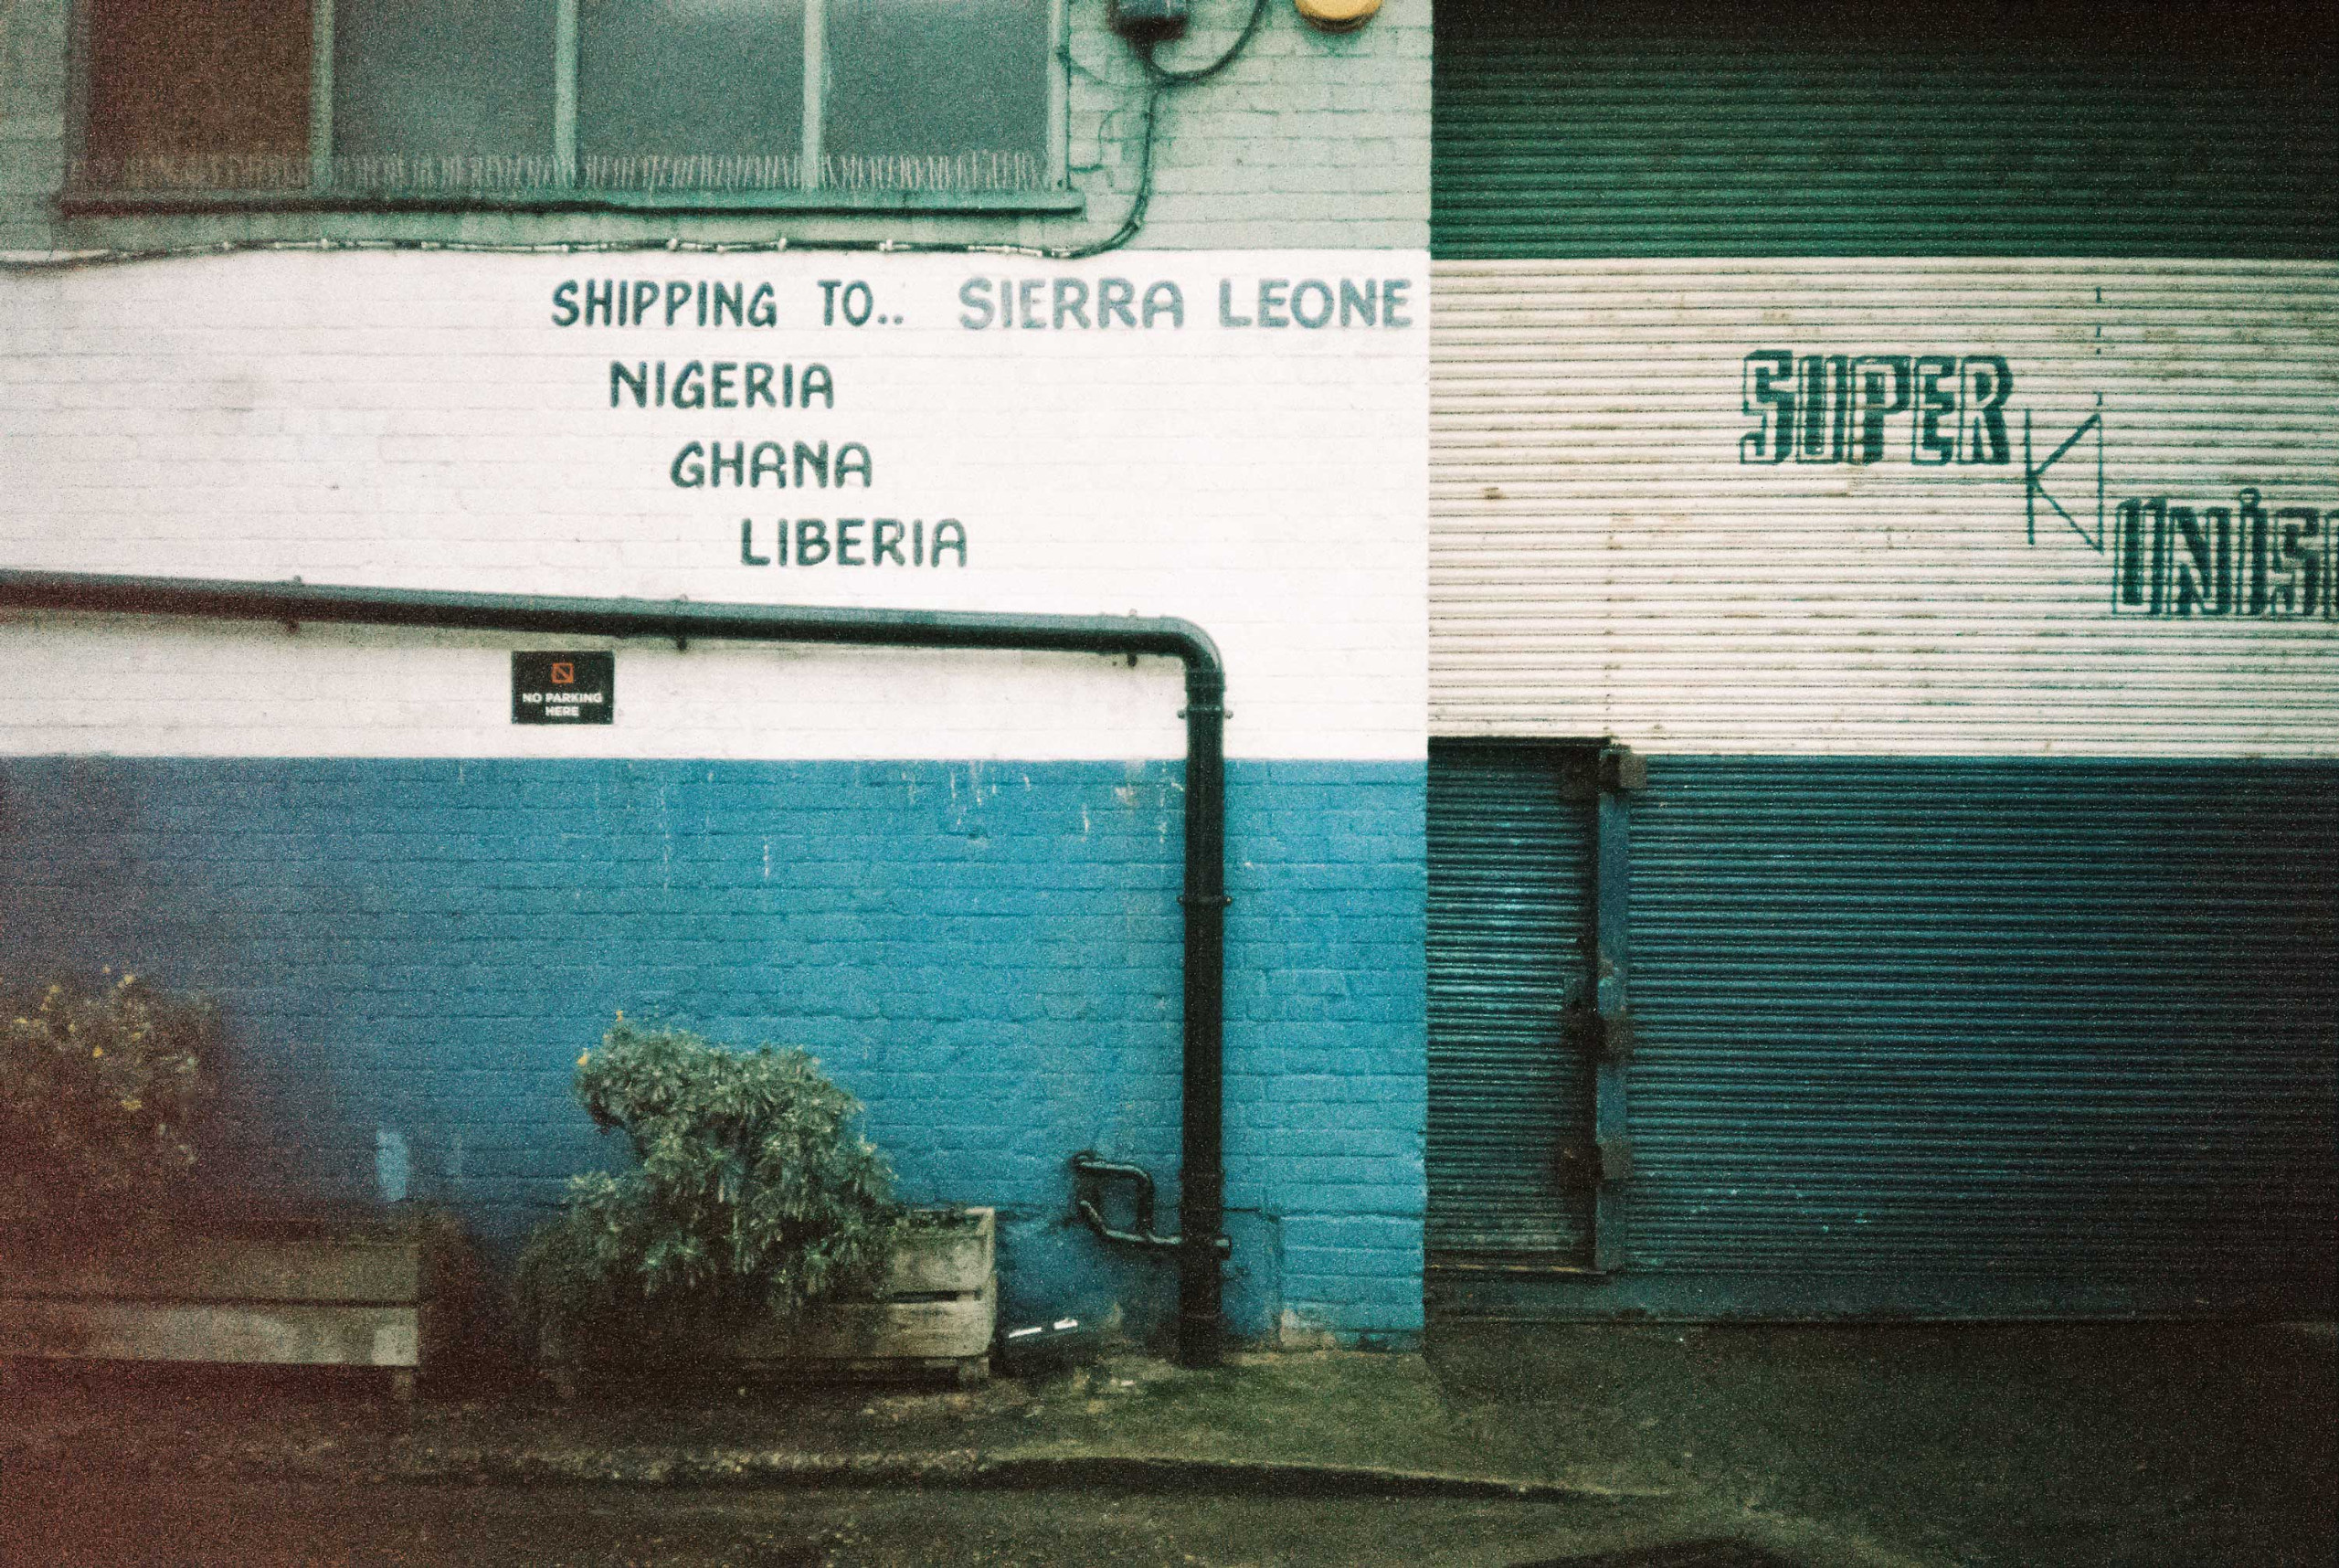 SHIPPING TO.. SIERRA LEONE
NIGERIA
GHANA
LIBERIA
NO PARKING
HERE
SUPER